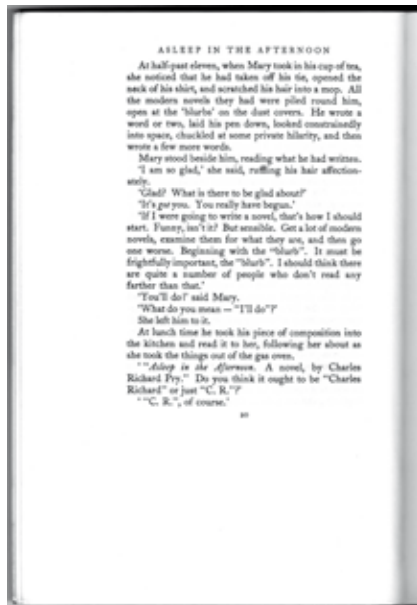 ASLEEP IN THE AFTERNOON
At half-past eleven, when Mary took in his cup of tea,
she noticed that he had taken off his tie, opened the
neck of his shirt, and scratched his hair into a mop. All
the modern novels they had were piled round him,
open at the 'blurbs' on the dust covers. He wrote a
word or two, laid his pen down, looked constrainedly
into space, chuckled at some private hilarity, and then
wrote a few more words.
Mary stood beside him, reading what he had written.
'I am so glad,' she said, ruffling his hair affection-
ately.
'Glad? What is there to be glad about?'
'It's got you. You really have begun.'
'If I were going to write a novel, that's how I should
start. Funny, isn't it? But sensible. Get a lot of modern
novels, examine them for what they are, and then go
one worse. Beginning with the "blurb". It must be
frightfully important, the "blurb". I should think there
are quite a number of people who don't read any
farther than that.'
'You'll do!' said Mary.
'What do you mean — "I'll do"?'
She left him to it.
At lunch time he took his piece of composition into
the kitchen and read it to her, following her about as
she took the things out of the gas oven.
' "Asleep in the Afternoon. A novel, by Charles
Richard Pry." Do you think it ought to be "Charles
Richard" or just "C. R."?'
' "C. R.", of course.'